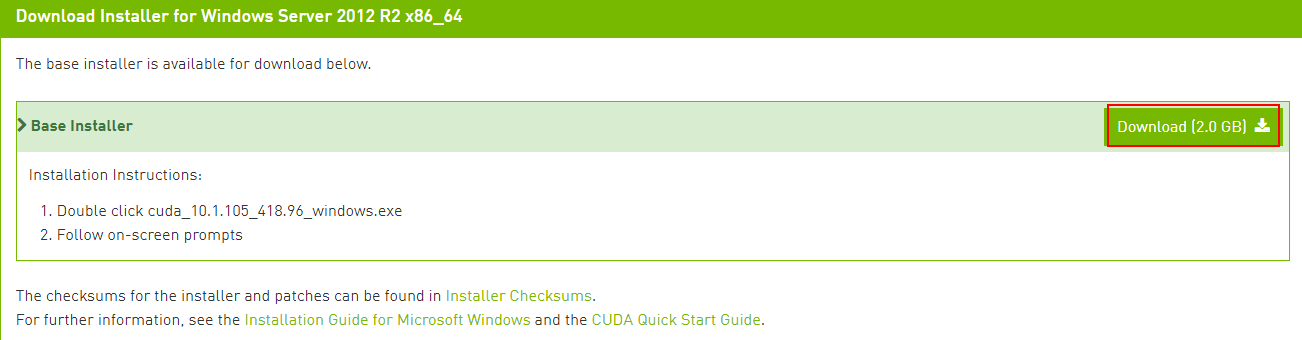 Download Installer for Windows Server 2012 R2 x86_64
The base installer is available for download below.
Base Installer
Download (2.0 GB)
Installation Instructions:
1. Double click cuda_10.1.105_418.96_windows.exe
2. Follow on-screen prompts
The checksums for the installer and patches can be found in Installer Checksums.
For further information, see the Installation Guide for Microsoft Windows and the CUDA Quick Start Guide.